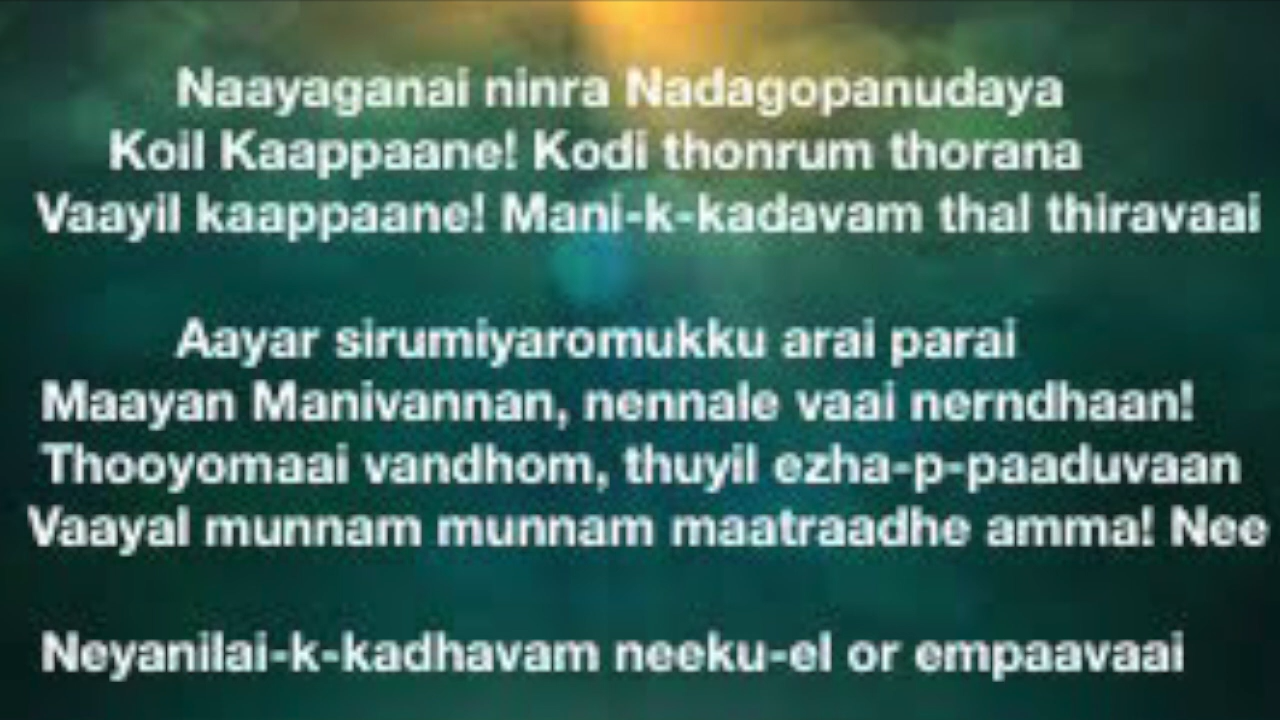 Naayaganai ninra Nadagopanudaya
Koil Kaappaane! Kodi thonrum thorana
Vaayil kaappaane! Mani-k-kadavam thal thiravaai
Aayar sirumiyaromukku arai parai
Maayan Manivannan, nennale vaai nerndhaan!
Thooyomaai vandhom, thuyil ezha-p-paaduvaan
Vaayal munnam munnam maatraadhe amma! Nee
Neyanilai-k-kadhavam neeku-el or empaavaai